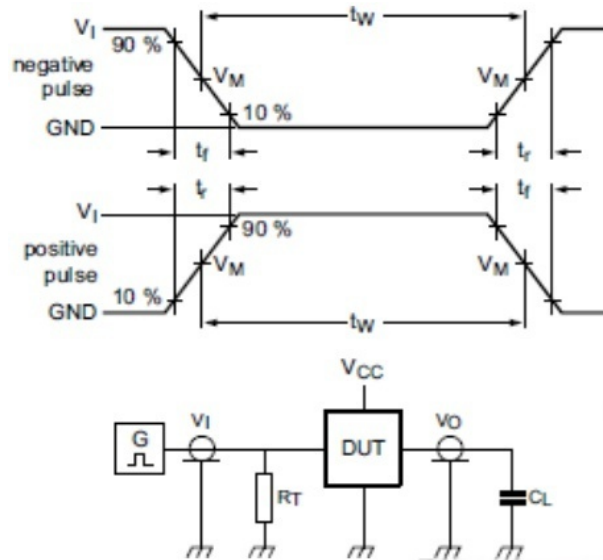 VI
90 %
negative
pulse
GND
tW
VM
VM
10 %
tf
tr
tr
tf
VI
90 %
positive
pulse
10 %
GND
VM
VM
tW
VCC
G
VI
DUT
VO
RT
CL